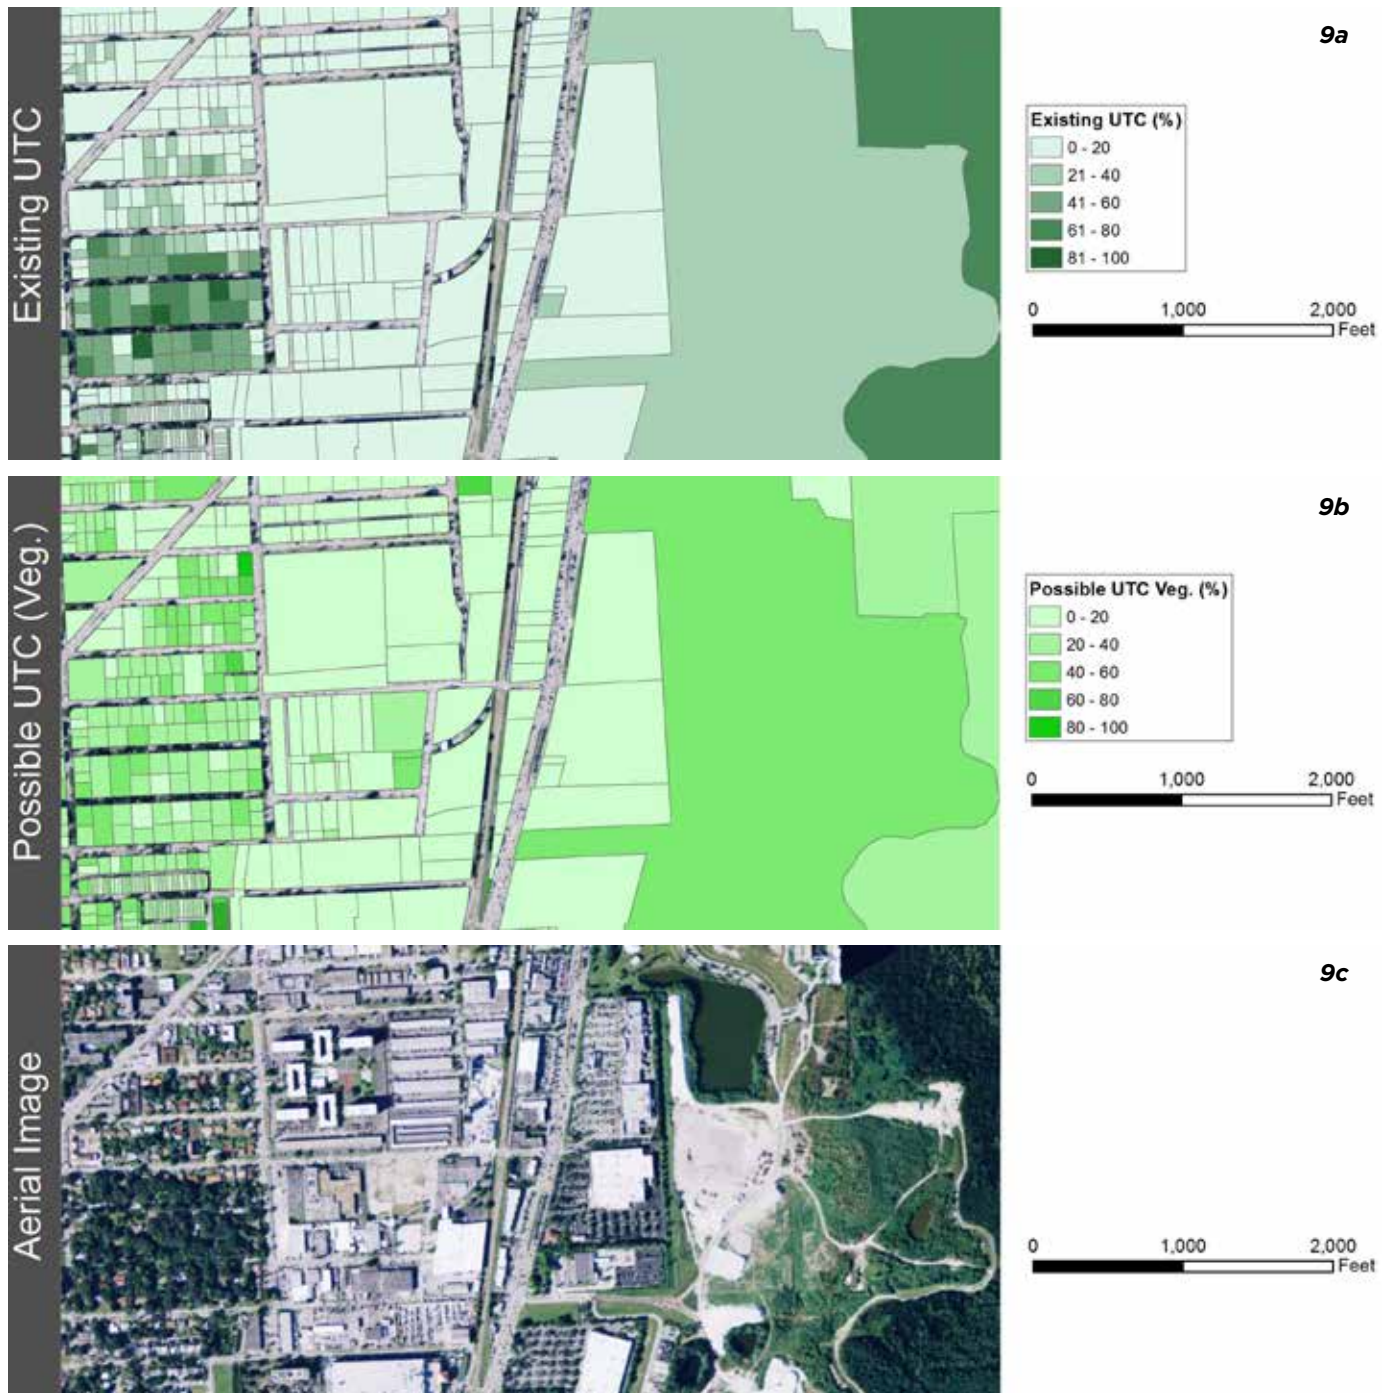 Existing UTC
9a
Existing UTC (%)
0 - 20
21 - 40
41 - 60
61 - 80
81 - 100
0 1,000 2,000
Feet
Possible UTC (Veg.)
9b
Possible UTC Veg. (%)
0 - 20
20 - 40
40 - 60
60 - 80
80 - 100
0 1,000 2,000
Feet
Aerial Image
9c
0 1,000 2,000
Feet